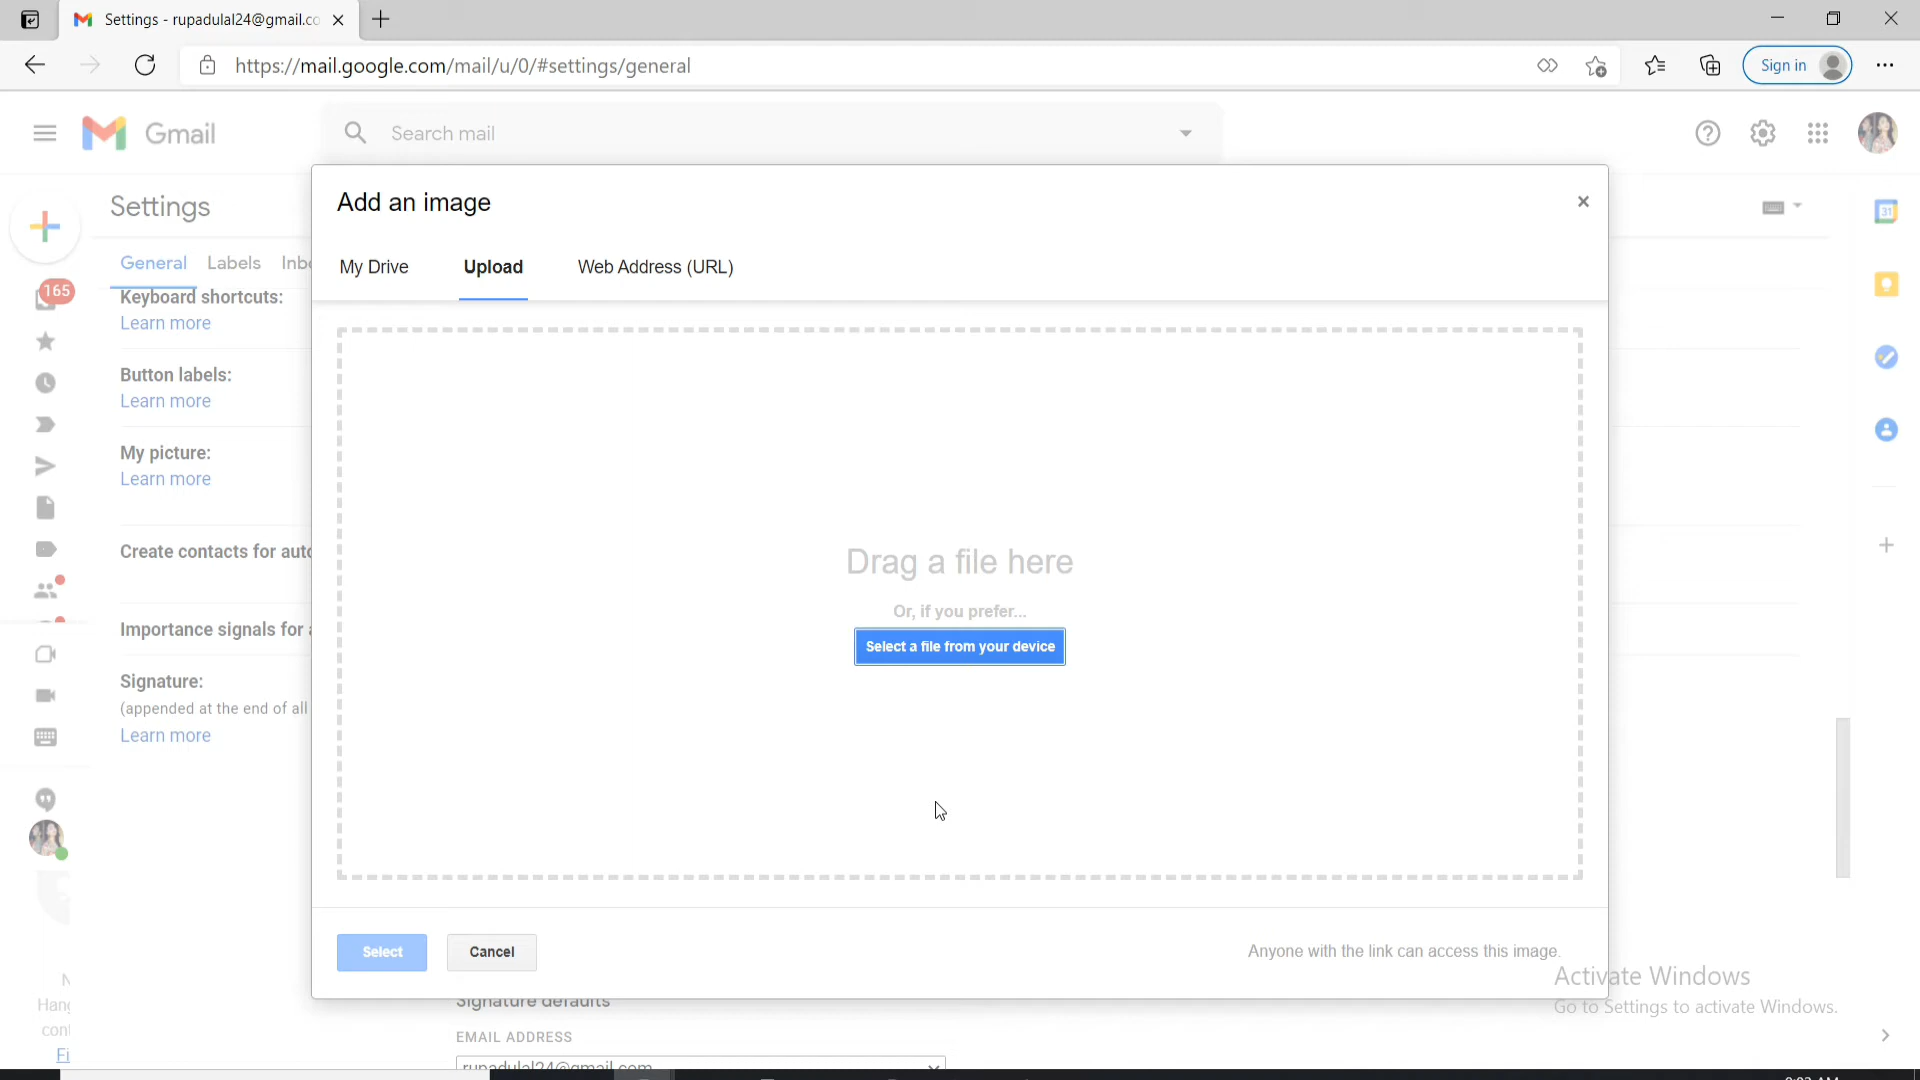 Settings - rupadulal24@gmail.co
https://mail.google.com/mail/u/0/#settings/general
Sign in
Gmail
Search mail
Settings
General Labels
165
Keyboard shortcuts:
Learn more
Button labels:
Learn more
My picture:
Learn more
Create contacts for
Importance signals for
Signature:
(appended at the end of all
Learn more
Add an image
My Drive Upload Web Address (URL)
Drag a file here
Or, if you prefer...
Select a file from your device
Select Cancel
Anyone with the link can access this image.
Activate Windows
Go to Settings to activate Windows.
Signature defaults
EMAIL ADDRESS
rupadulal24@gmail.com
31